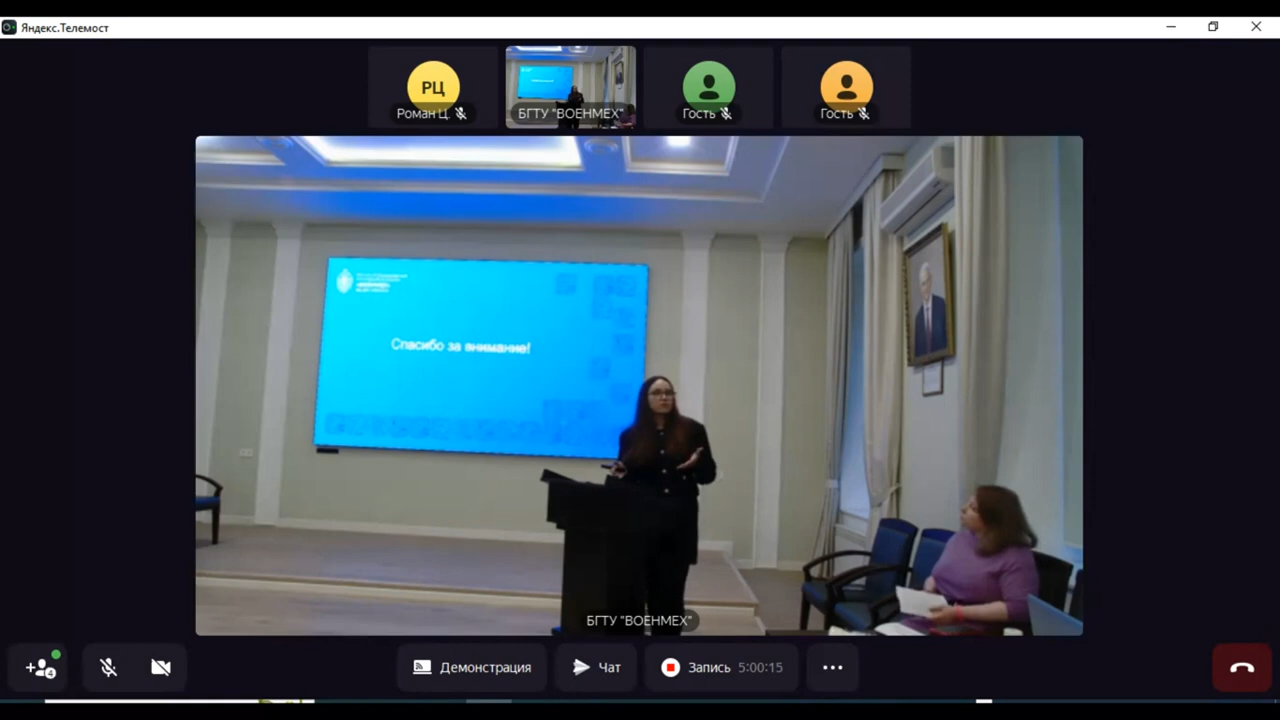 Яндекс.Телемост
РЦ
Роман Ц.
БГТУ "ВОЕНМЕХ"
Гость
Гость
Спасибо за внимание!
БГТУ "ВОЕНМЕХ"
4
Демонстрация
Чат
Запись 5:00:15